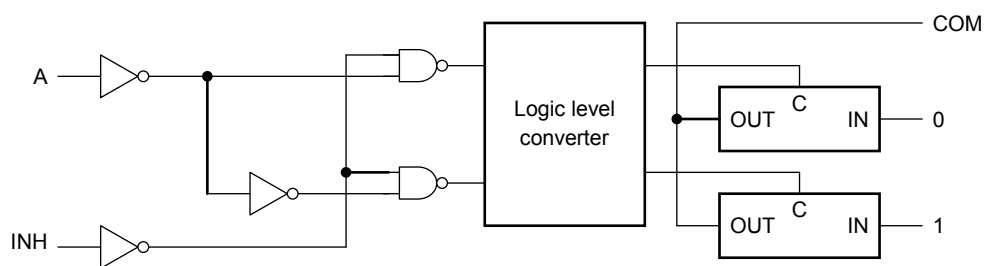 COM
A
Logic level
converter
C
OUT
IN
0
C
OUT
IN
1
INH